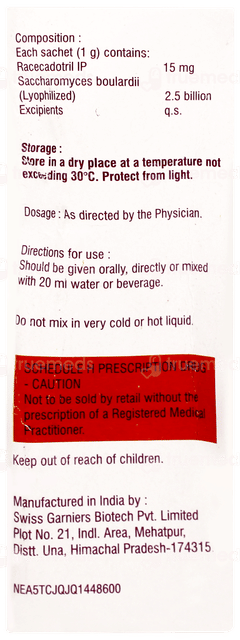 Composition :
Each sachet (1 g) contains:
Racecadotril IP 15 mg
Saccharomyces boulardii
(Lyophilized) 2.5 billion
Excipients q.s.
Storage :
Store in a dry place at a temperature not
exceeding 30°C. Protect from light.
Dosage : As directed by the Physician.
Directions for use :
Should be given orally, directly or mixed
with 20 ml water or beverage.
Do not mix in very cold or hot liquid.
SCHEDULE H PRESCRIPTION DRUG
- CAUTION
Not to be sold by retail without the
prescription of a Registered Medical
Practitioner.
Keep out of reach of children.
Manufactured in India by :
Swiss Garniers Biotech Pvt. Limited
Plot No. 21, Indl. Area, Mehatpur,
Distt. Una, Himachal Pradesh-174315.
NEA5TCJQJQ1448600